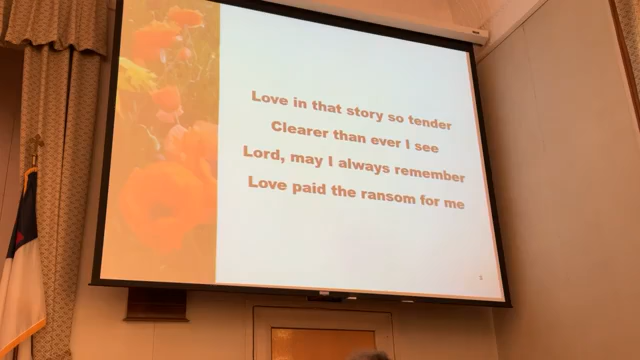 Love in that story so tender
Clearer than ever I see
Lord, may I always remember
Love paid the ransom for me